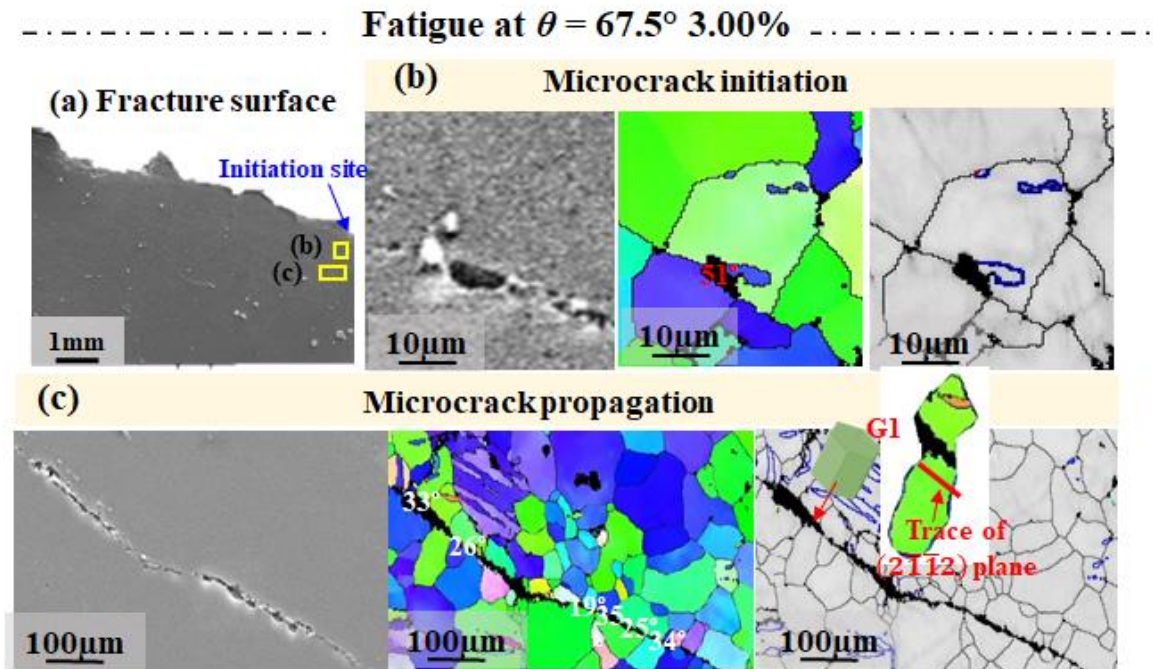 Fatigue at θ = 67.5° 3.00%
(a) Fracture surface
Initiation site
(b)
(c)
1mm
(b)
Microcrack initiation
51°
10μm
10μm
10μm
(c)
Microcrack propagation
33°
26°
19°
35
25°
34°
G1
Trace of
(21̄1̄2) plane
100μm
100μm
100μm